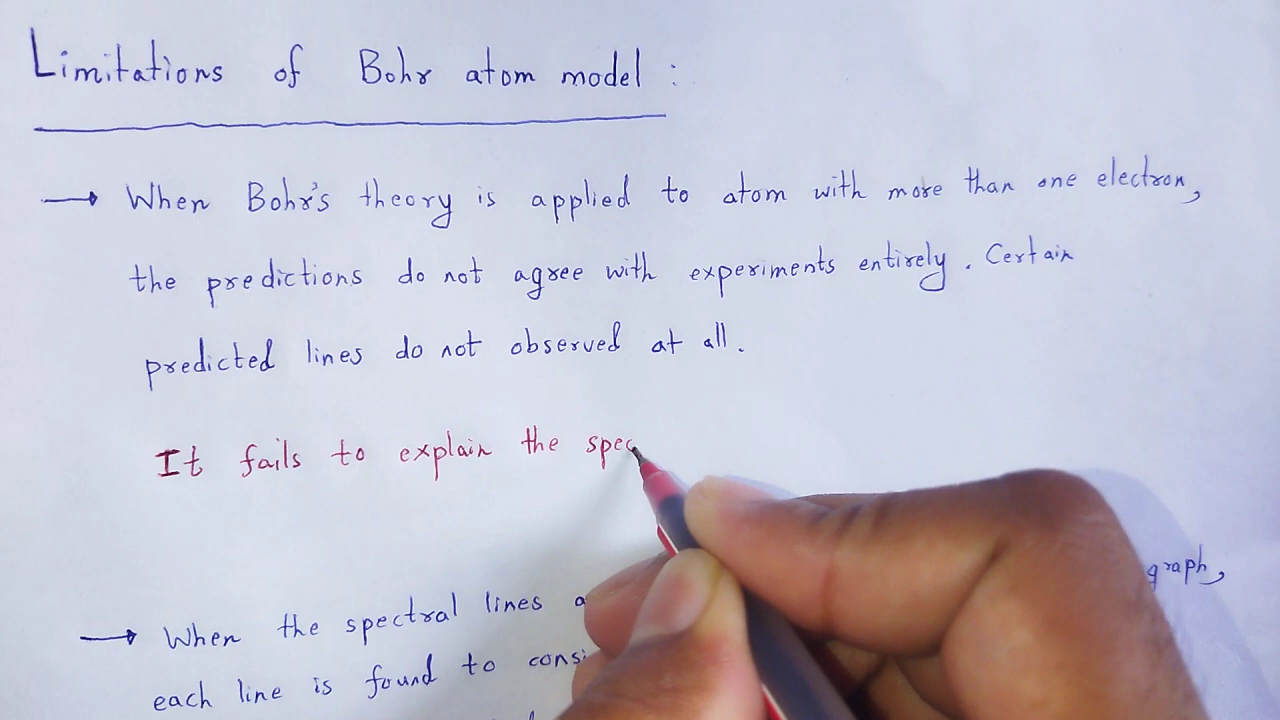 Limitations of Bohr atom model :
→ When Bohr's theory is applied to atom with more than one electron,
the predictions do not agree with experiments entirely. Certain
predicted lines do not observed at all.
It fails to explain the spec
→ When the spectral lines graph,
each line is found to